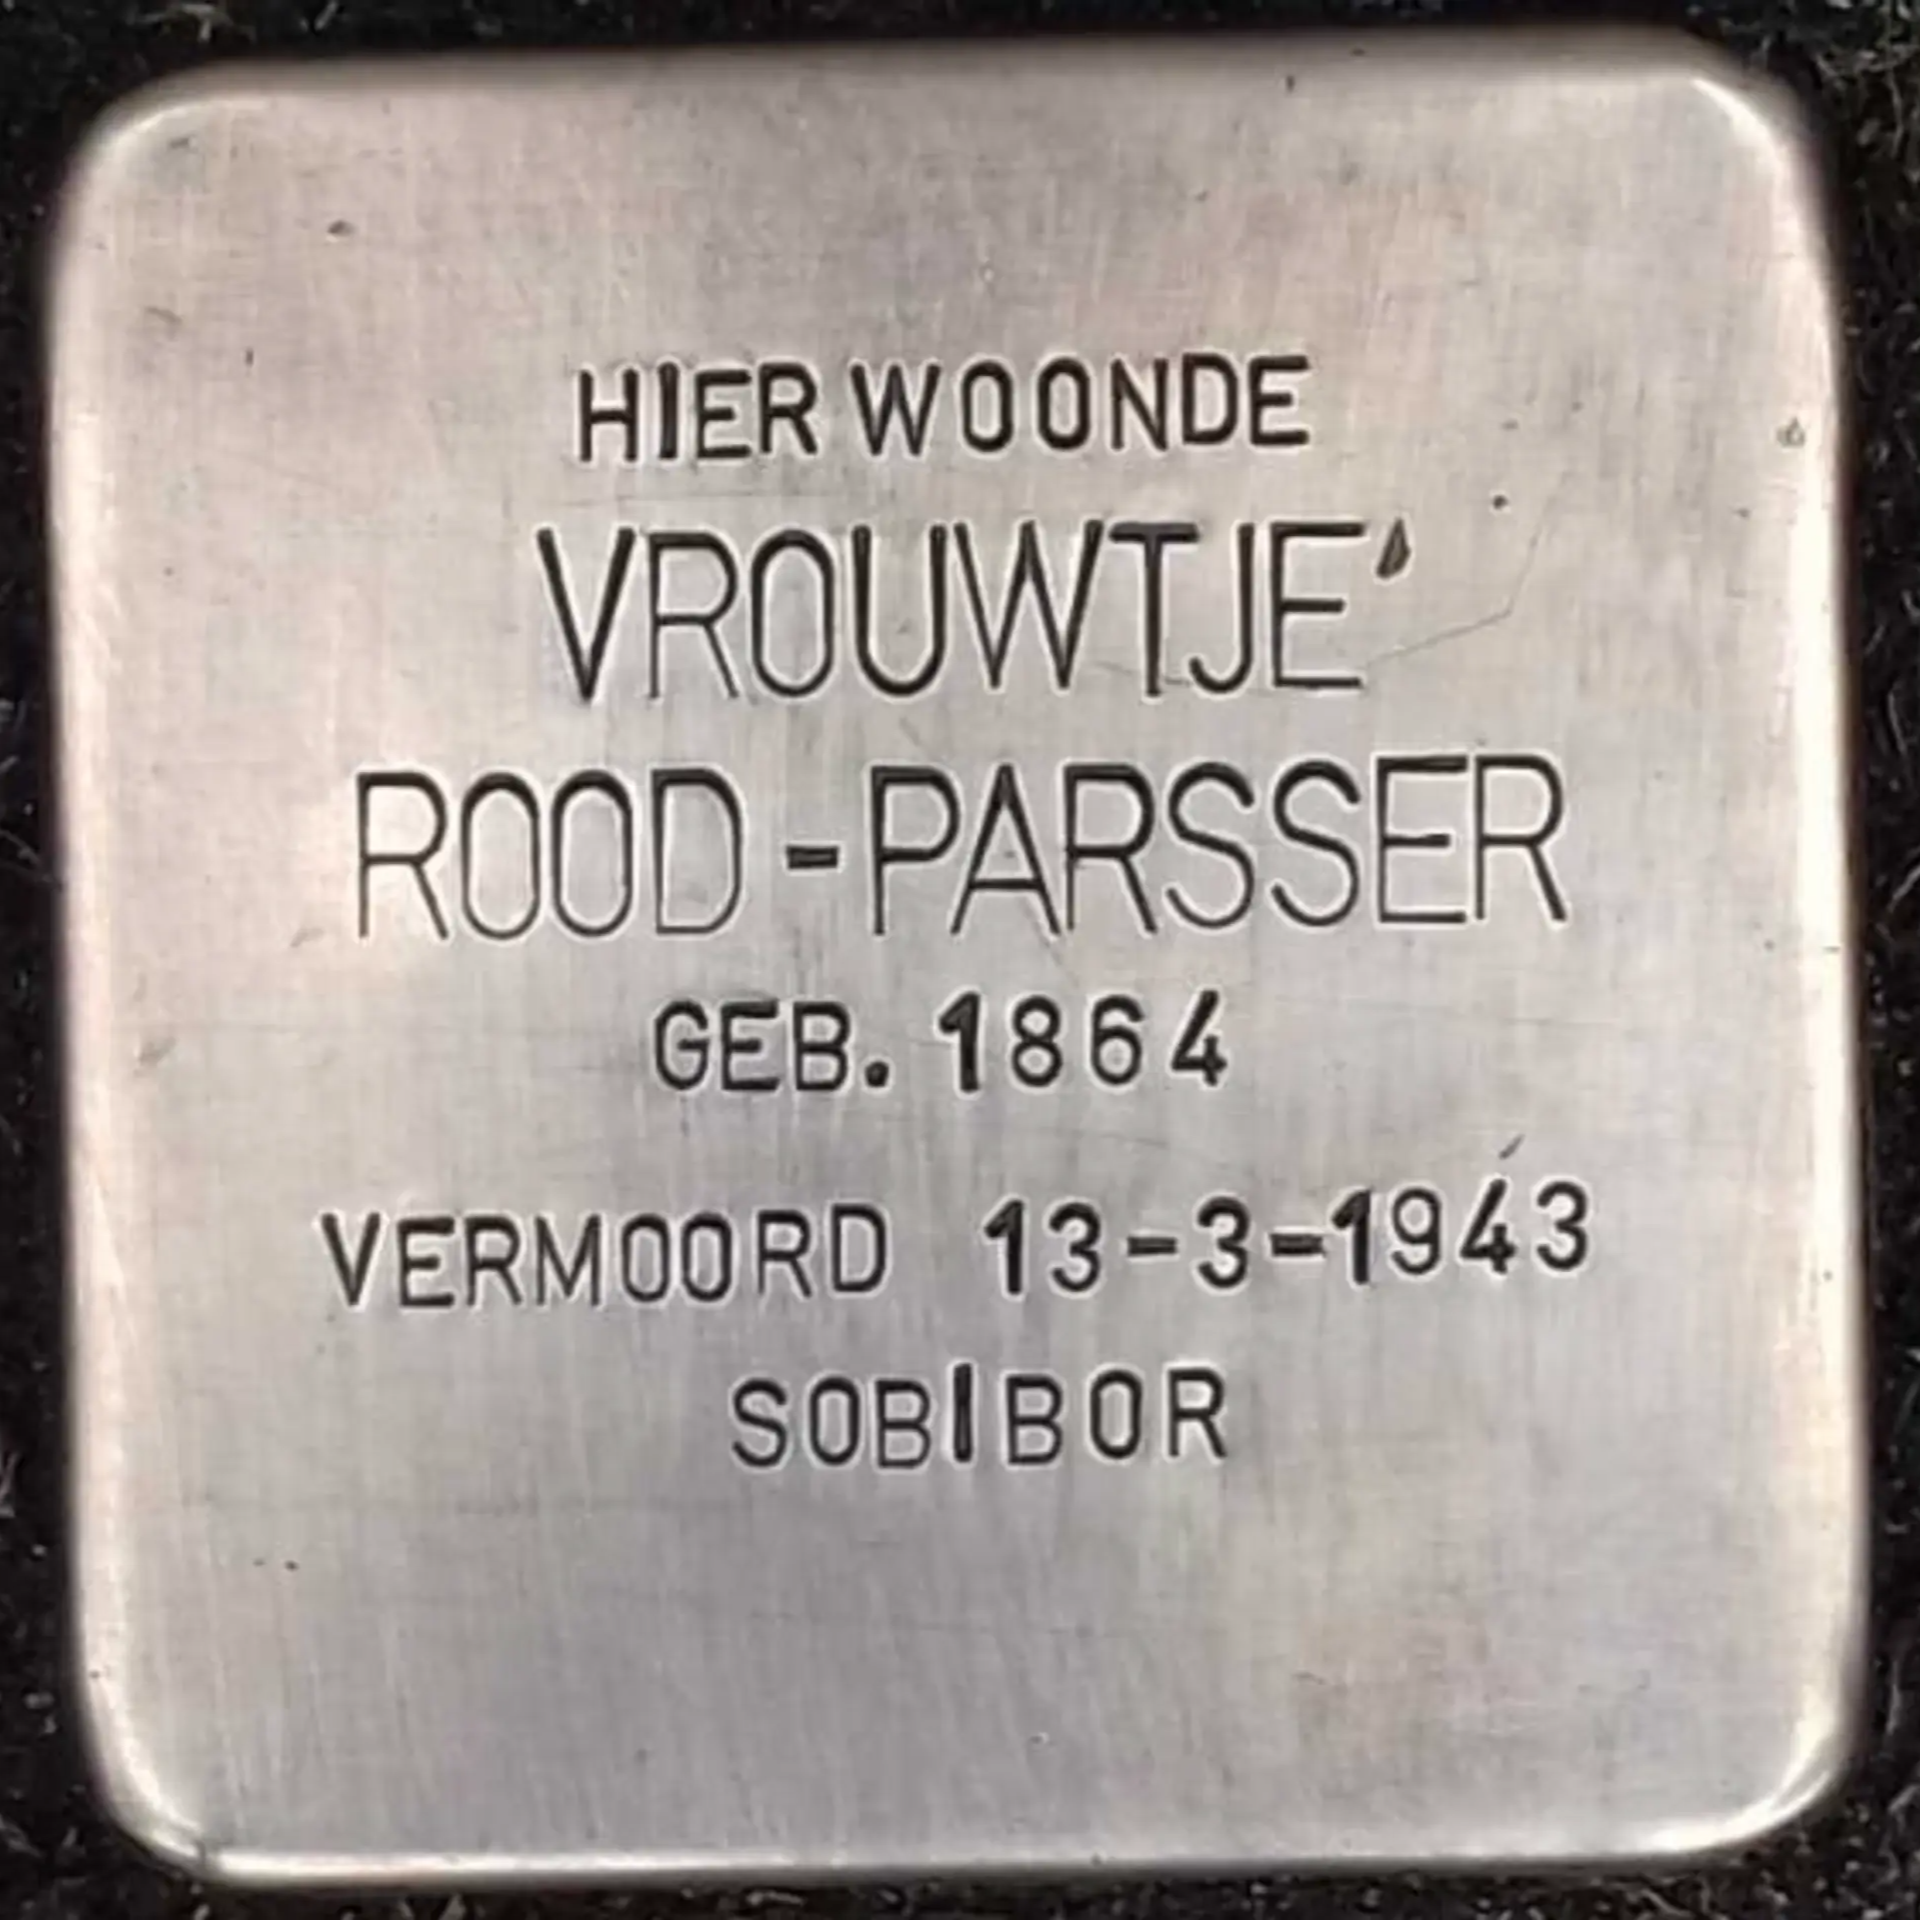 HIER WOONDE
VROUWTJE'
ROOD-PARSSER
GEB. 1864
VERMOORD 13-3-1943
SOBIBOR